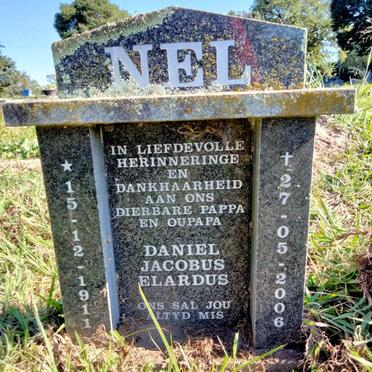 NEL
IN LIEFDEVOLLE
HERINNERINGE
EN
DANKHAARHEID
AAN ONS
DIERBARE PAPPA
EN OUPAPA
DANIEL
JACOBUS
ELARDUS
ONS SAL JOU
ALTYD MIS
★ 15-12-1911
✝ 27-05-2006